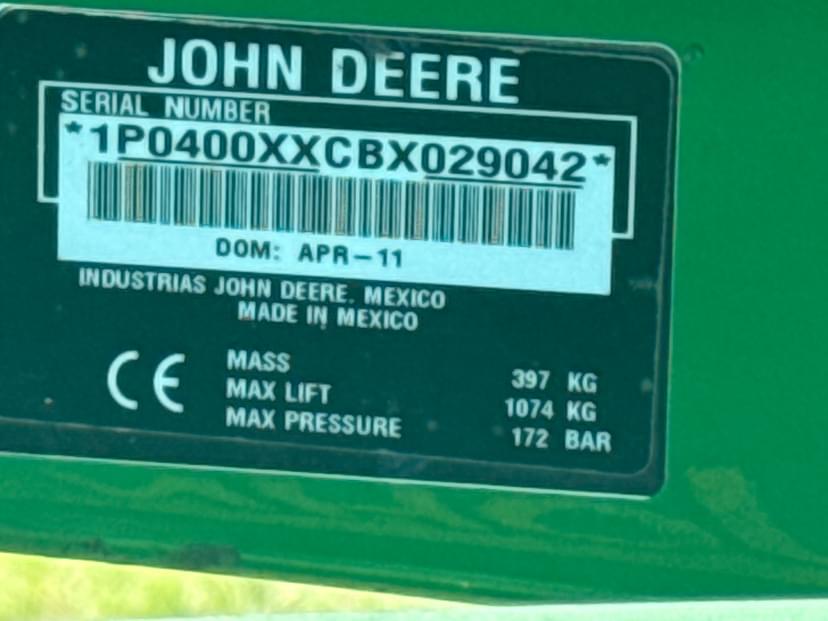 JOHN DEERE
SERIAL NUMBER
*1P0400XXCBX029042*
DOM: APR-11
INDUSTRIAS JOHN DEERE. MEXICO
MADE IN MEXICO
CE
MASS 397 KG
MAX LIFT 1074 KG
MAX PRESSURE 172 BAR